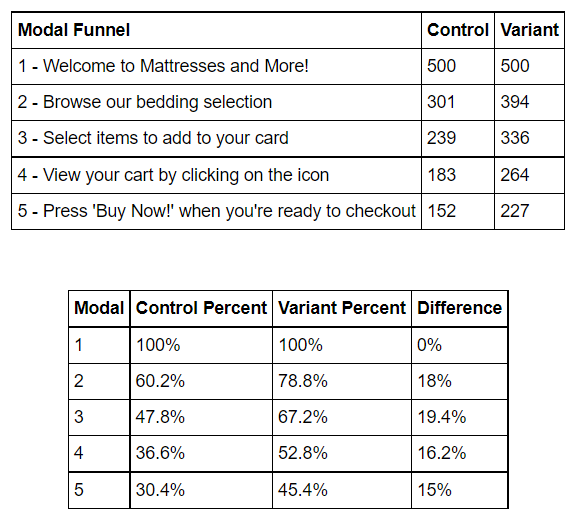 Modal Funnel Control Variant
1 - Welcome to Mattresses and More! 500 500
2 - Browse our bedding selection 301 394
3 - Select items to add to your card 239 336
4 - View your cart by clicking on the icon 183 264
5 - Press 'Buy Now!' when you're ready to checkout 152 227
Modal Control Percent Variant Percent Difference
1 100% 100% 0%
2 60.2% 78.8% 18%
3 47.8% 67.2% 19.4%
4 36.6% 52.8% 16.2%
5 30.4% 45.4% 15%